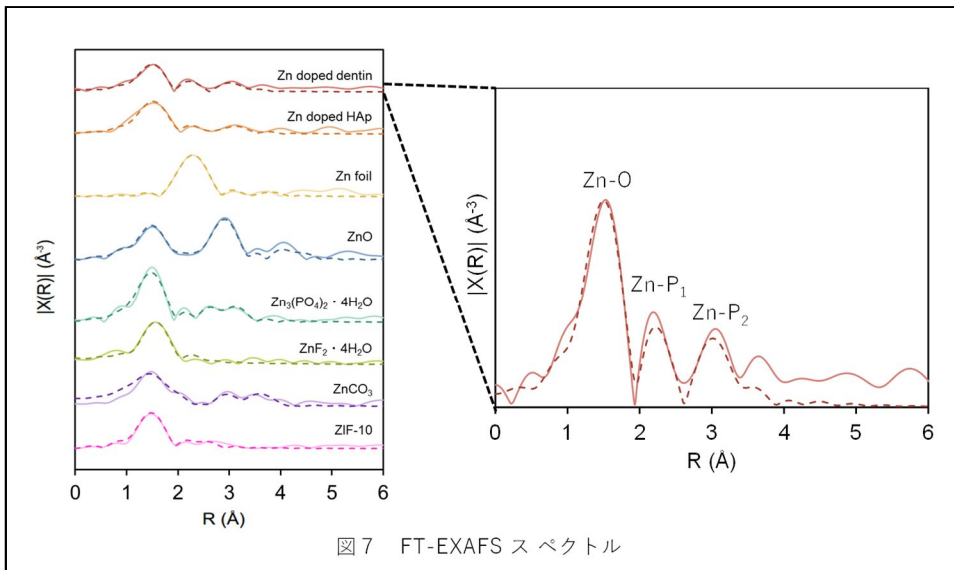 |X(R)| (Å⁻³)
Zn doped dentin
Zn doped HAp
Zn foil
ZnO
Zn₃(PO₄)₂・4H₂O
ZnF₂・4H₂O
ZnCO₃
ZIF-10
0 1 2 3 4 5 6
R (Å)
|X(R)| (Å⁻³)
Zn-O
Zn-P₁
Zn-P₂
0 1 2 3 4 5 6
R (Å)
図7 FT-EXAFS スペクトル